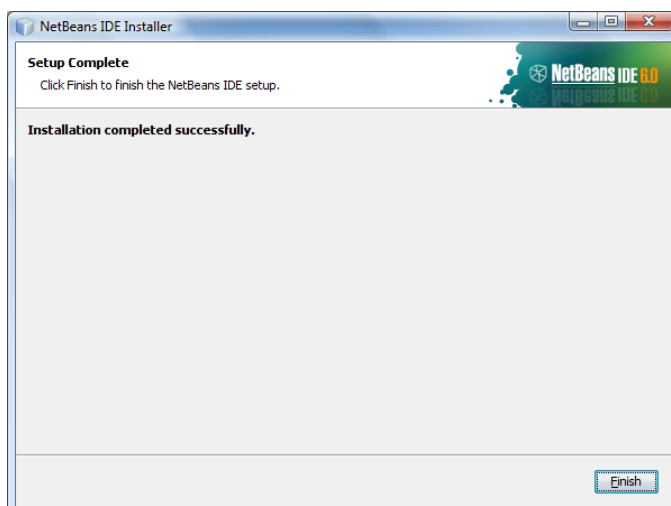 NetBeans IDE Installer
Setup Complete
Click Finish to finish the NetBeans IDE setup.
NetBeans IDE 6.0
Installation completed successfully.
Finish